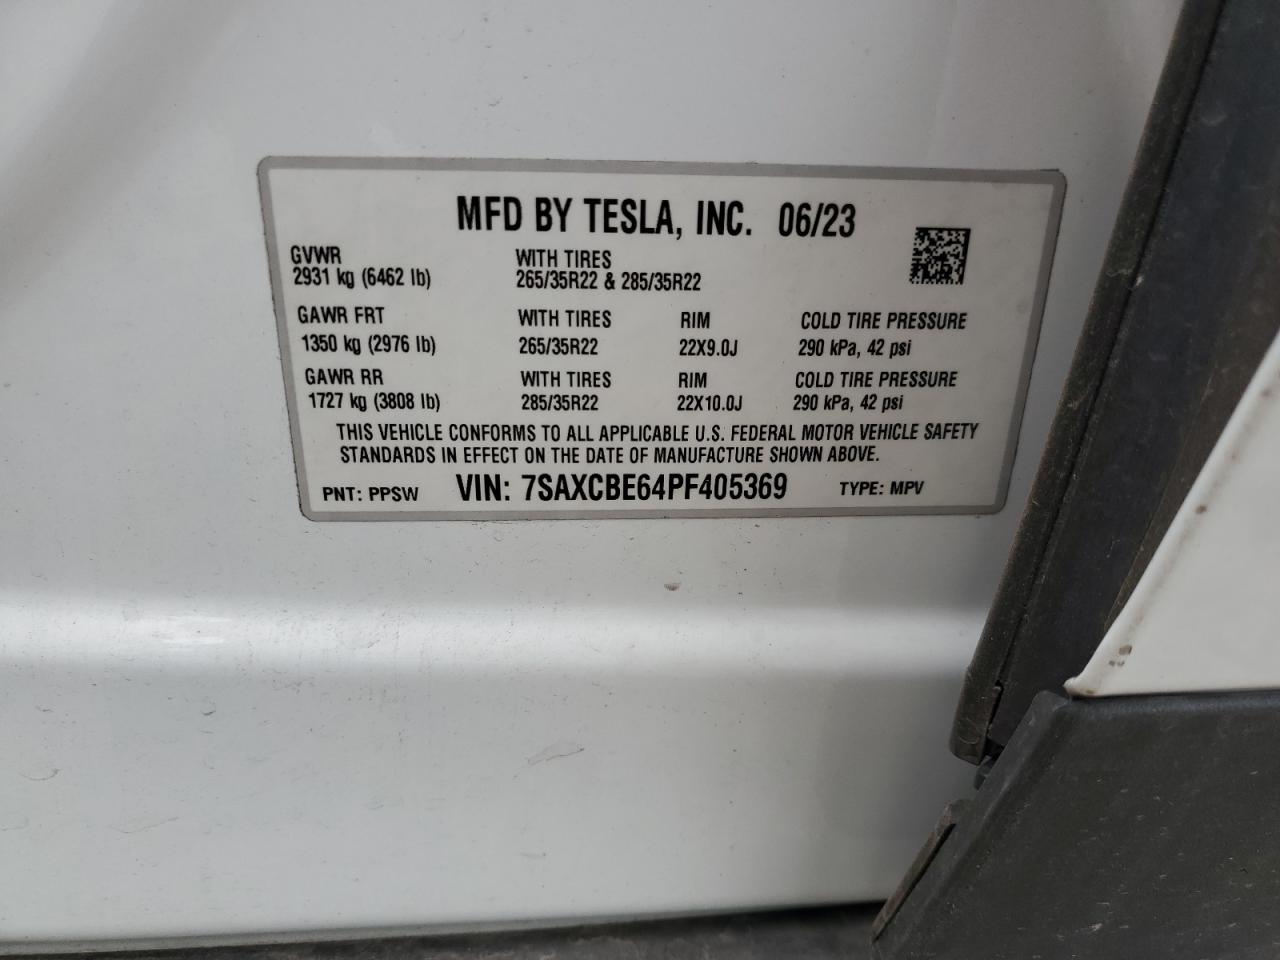 MFD BY TESLA, INC. 06/23
GVWR WITH TIRES
2931 kg (6462 lb) 265/35R22 & 285/35R22
GAWR FRT WITH TIRES RIM COLD TIRE PRESSURE
1350 kg (2976 lb) 265/35R22 22X9.0J 290 kPa, 42 psi
GAWR RR WITH TIRES RIM COLD TIRE PRESSURE
1727 kg (3808 lb) 285/35R22 22X10.0J 290 kPa, 42 psi
THIS VEHICLE CONFORMS TO ALL APPLICABLE U.S. FEDERAL MOTOR VEHICLE SAFETY
STANDARDS IN EFFECT ON THE DATE OF MANUFACTURE SHOWN ABOVE.
PNT: PPSW VIN: 7SAXCBE64PF405369 TYPE: MPV